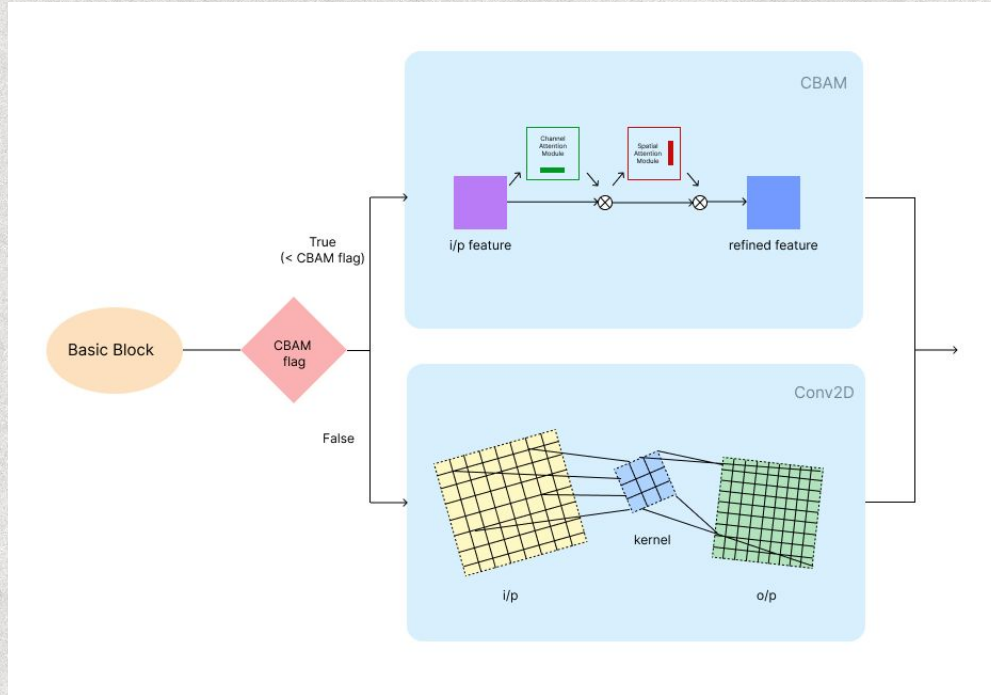 CBAM
Channel
Attention
Module
Spatial
Attention
Module
i/p feature
refined feature
True
(< CBAM flag)
Basic Block
CBAM
flag
False
Conv2D
kernel
i/p
o/p